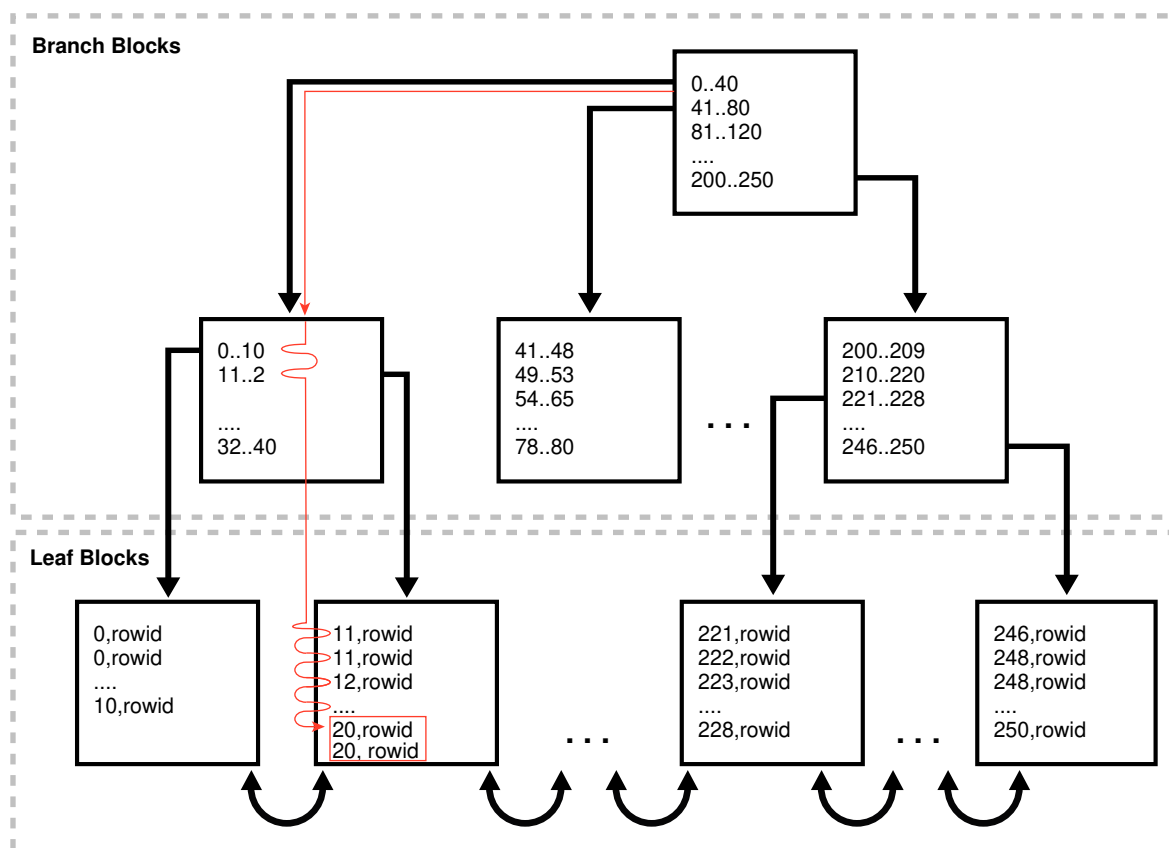 Branch Blocks
0..40
41..80
81..120
....
200..250
0..10
11..2
....
32..40
41..48
49..53
54..65
....
78..80
...
200..209
210..220
221..228
....
246..250
Leaf Blocks
0,rowid
0,rowid
....
10,rowid
11,rowid
11,rowid
12,rowid
....
20,rowid
20, rowid
...
221,rowid
222,rowid
223,rowid
....
228,rowid
...
246,rowid
248,rowid
248,rowid
....
250,rowid